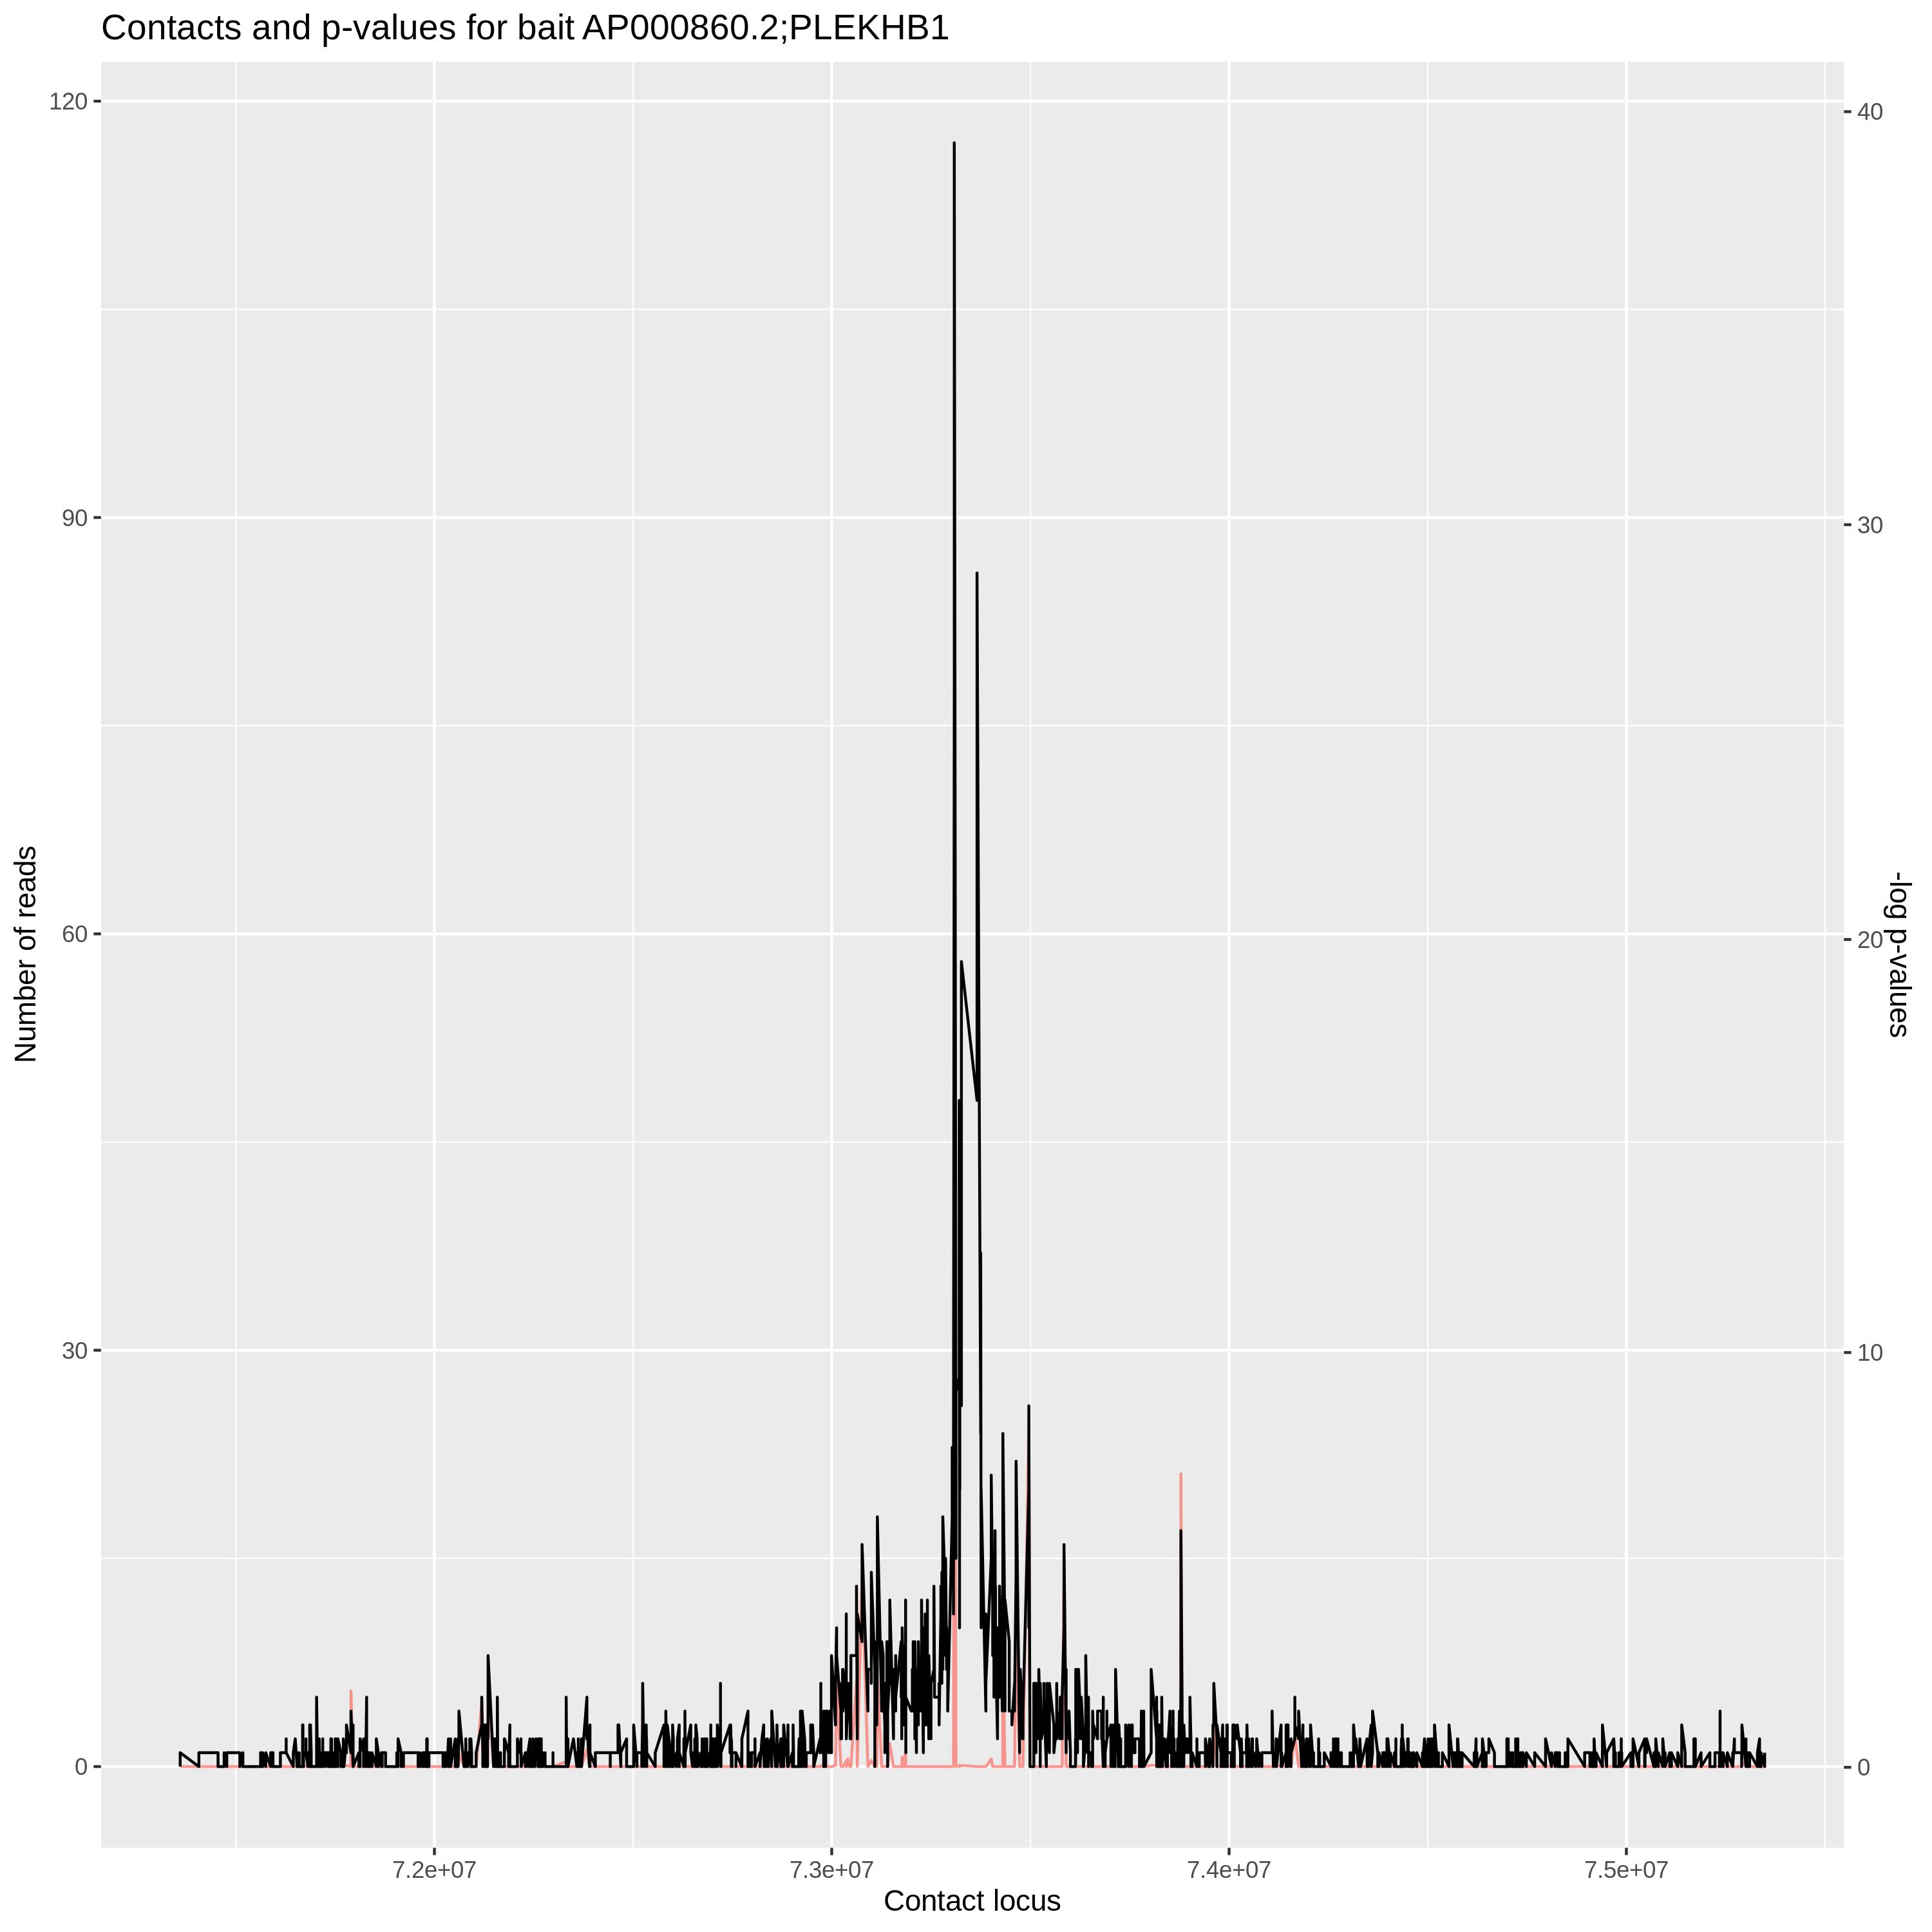 Contacts and p-values for bait AP000860.2;PLEKHB1
120
90
60
30
0
Number of reads
40
30
20
10
0
-log p-values
7.2e+07
7.3e+07
7.4e+07
7.5e+07
Contact locus